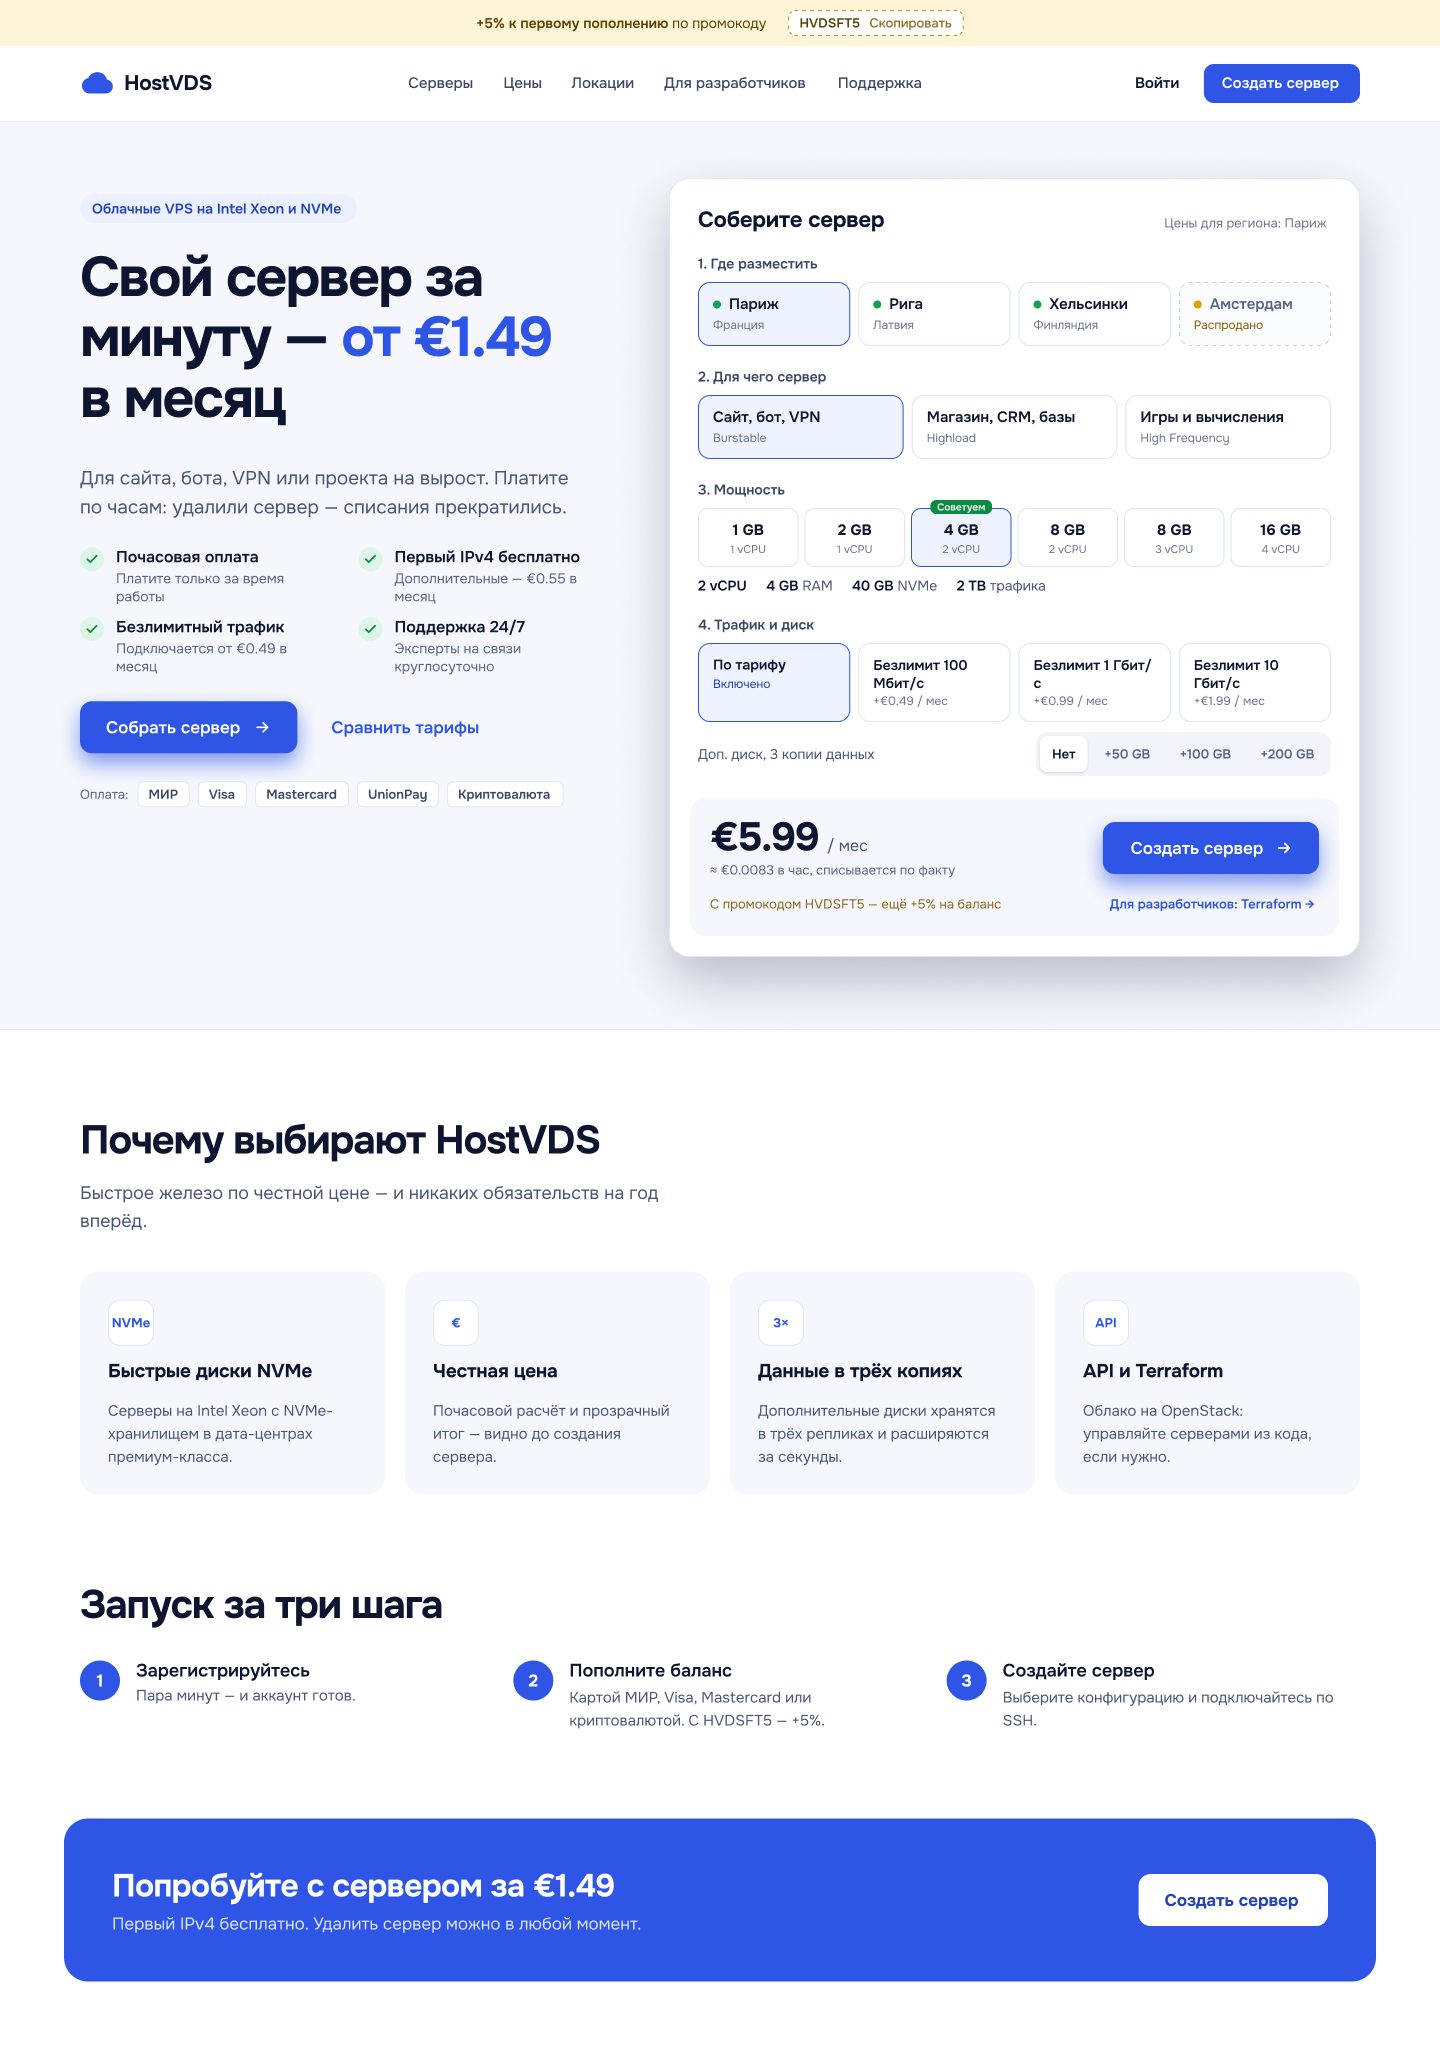 +5% к первому пополнению по промокоду HVDSFT5 Скопировать
HostVDS
Серверы Цены Локации Для разработчиков Поддержка
Войти Создать сервер
Облачные VPS на Intel Xeon и NVMe
Свой сервер за
минуту — от €1.49
в месяц
Для сайта, бота, VPN или проекта на вырост. Платите
по часам: удалили сервер — списания прекратились.
Почасовая оплата
Платите только за время
работы
Первый IPv4 бесплатно
Дополнительные — €0.55 в
месяц
Безлимитный трафик
Подключается от €0.49 в
месяц
Поддержка 24/7
Эксперты на связи
круглосуточно
Собрать сервер →
Сравнить тарифы
Оплата: МИР Visa Mastercard UnionPay Криптовалюта
Соберите сервер
Цены для региона: Париж
1. Где разместить
Париж
Франция
Рига
Латвия
Хельсинки
Финляндия
Амстердам
Распродано
2. Для чего сервер
Сайт, бот, VPN
Burstable
Магазин, CRM, базы
Highload
Игры и вычисления
High Frequency
3. Мощность
1 GB
1 vCPU
2 GB
1 vCPU
Советуем
4 GB
2 vCPU
8 GB
2 vCPU
8 GB
3 vCPU
16 GB
4 vCPU
2 vCPU 4 GB RAM 40 GB NVMe 2 TB трафика
4. Трафик и диск
По тарифу
Включено
Безлимит 100
Мбит/с
+€0.49 / мес
Безлимит 1 Гбит/
с
+€0.99 / мес
Безлимит 10
Гбит/с
+€1.99 / мес
Доп. диск, 3 копии данных
Нет +50 GB +100 GB +200 GB
€5.99 / мес
≈ €0.0083 в час, списывается по факту
С промокодом HVDSFT5 — ещё +5% на баланс
Создать сервер →
Для разработчиков: Terraform →
Почему выбирают HostVDS
Быстрое железо по честной цене — и никаких обязательств на год
вперёд.
NVMe
Быстрые диски NVMe
Серверы на Intel Xeon с NVMe-
хранилищем в дата-центрах
премиум-класса.
€
Честная цена
Почасовой расчёт и прозрачный
итог — видно до создания
сервера.
3×
Данные в трёх копиях
Дополнительные диски хранятся
в трёх репликах и расширяются
за секунды.
API
API и Terraform
Облако на OpenStack:
управляйте серверами из кода,
если нужно.
Запуск за три шага
1
Зарегистрируйтесь
Пара минут — и аккаунт готов.
2
Пополните баланс
Картой МИР, Visa, Mastercard или
криптовалютой. С HVDSFT5 — +5%.
3
Создайте сервер
Выберите конфигурацию и подключайтесь по
SSH.
Попробуйте с сервером за €1.49
Первый IPv4 бесплатно. Удалить сервер можно в любой момент.
Создать сервер